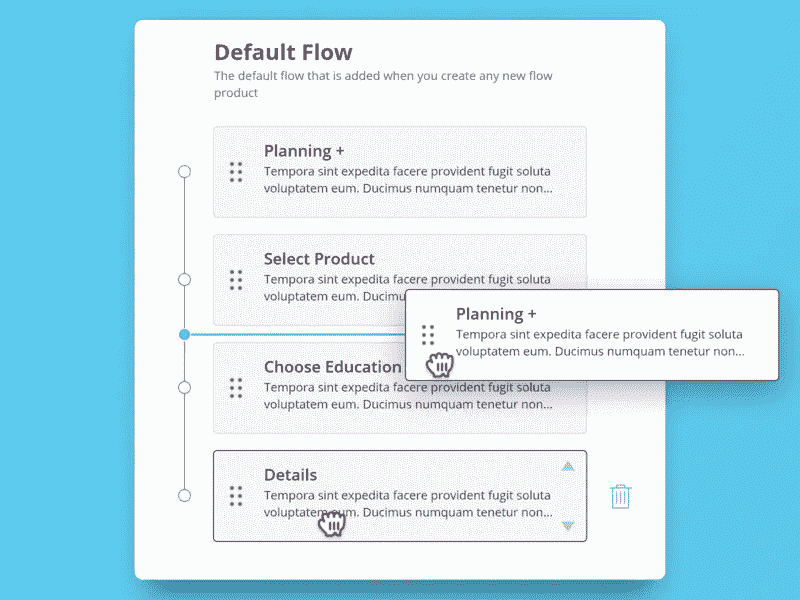 Default Flow
The default flow that is added when you create any new flow
product
Planning +
Tempora sint expedita facere provident fugit soluta
voluptatem eum. Ducimus numquam tenetur non...
Select Product
Tempora sint expedita facere provident fugit soluta
voluptatem eum.
Planning +
Tempora sint expedita facere provident fugit soluta
voluptatem eum. Ducimus numquam tenetur non...
Choose Education
Tempora sint expedita facere provident fugit soluta
voluptatem eum. Ducimus numquam tenetur non...
Details
Tempora sint expedita facere provident fugit soluta
voluptatem eum. Ducimus numquam tenetur non...